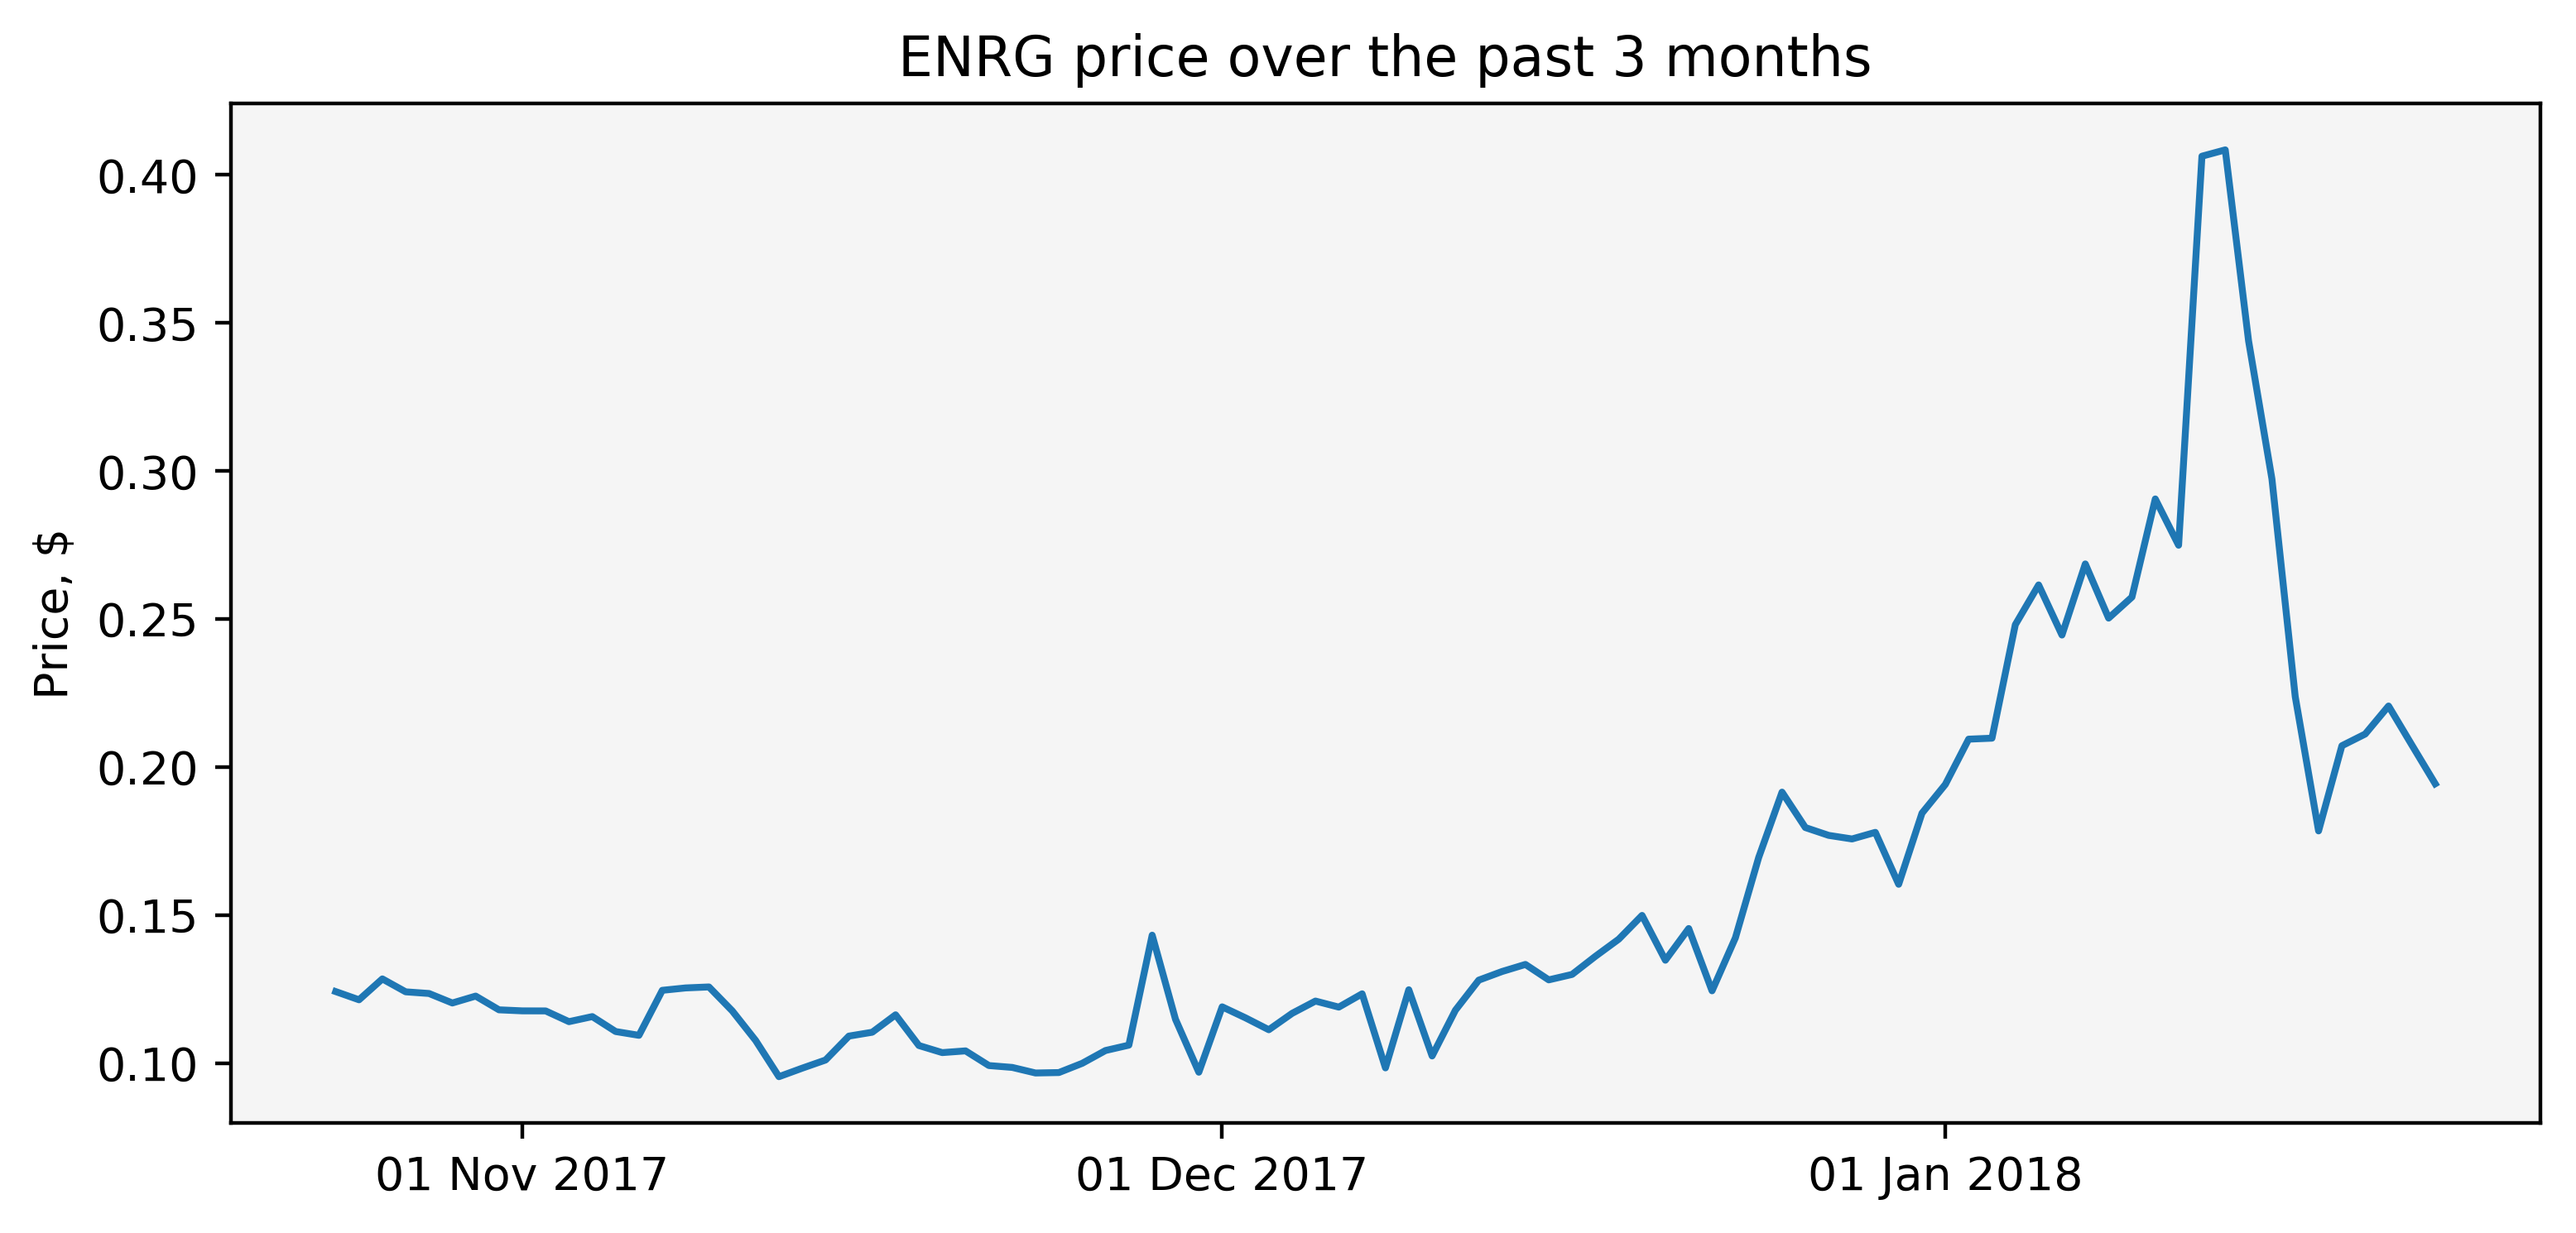 ENRG price over the past 3 months
Price, $
0.40
0.35
0.30
0.25
0.20
0.15
0.10
01 Nov 2017
01 Dec 2017
01 Jan 2018